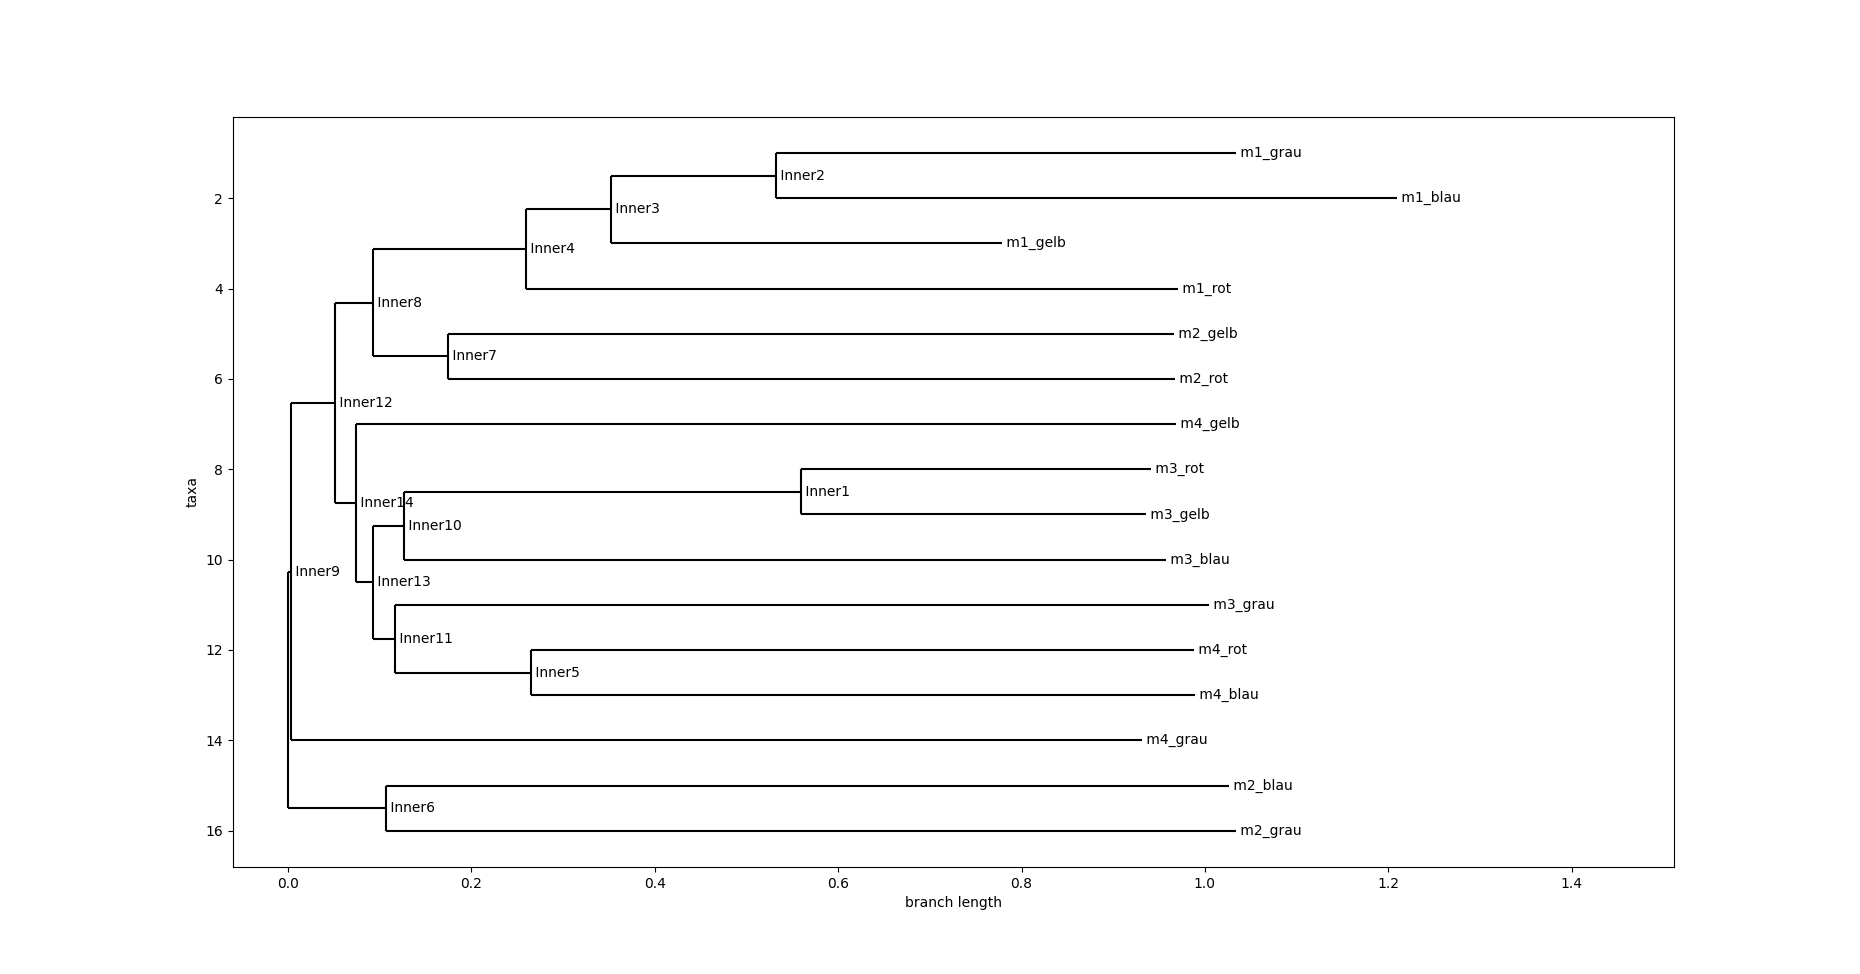 m1_grau
Inner2
m1_blau
2
Inner3
m1_gelb
Inner4
m1_rot
4
Inner8
m2_gelb
Inner7
m2_rot
6
Inner12
m4_gelb
m3_rot
8
Inner1
Inner14
m3_gelb
Inner10
m3_blau
10
Inner9
Inner13
m3_grau
Inner11
m4_rot
12
Inner5
m4_blau
m4_grau
14
m2_blau
Inner6
m2_grau
16
taxa
0.0 0.2 0.4 0.6 0.8 1.0 1.2 1.4
branch length